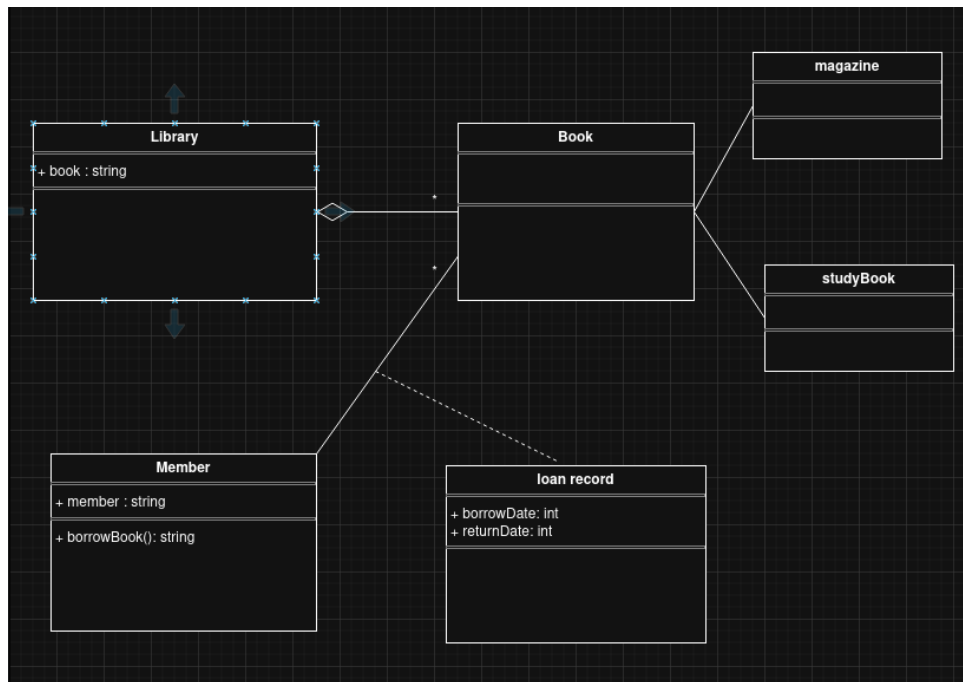 magazine
Library
+ book : string
Book
*
*
studyBook
Member
+ member : string
+ borrowBook(): string
loan record
+ borrowDate: int
+ returnDate: int